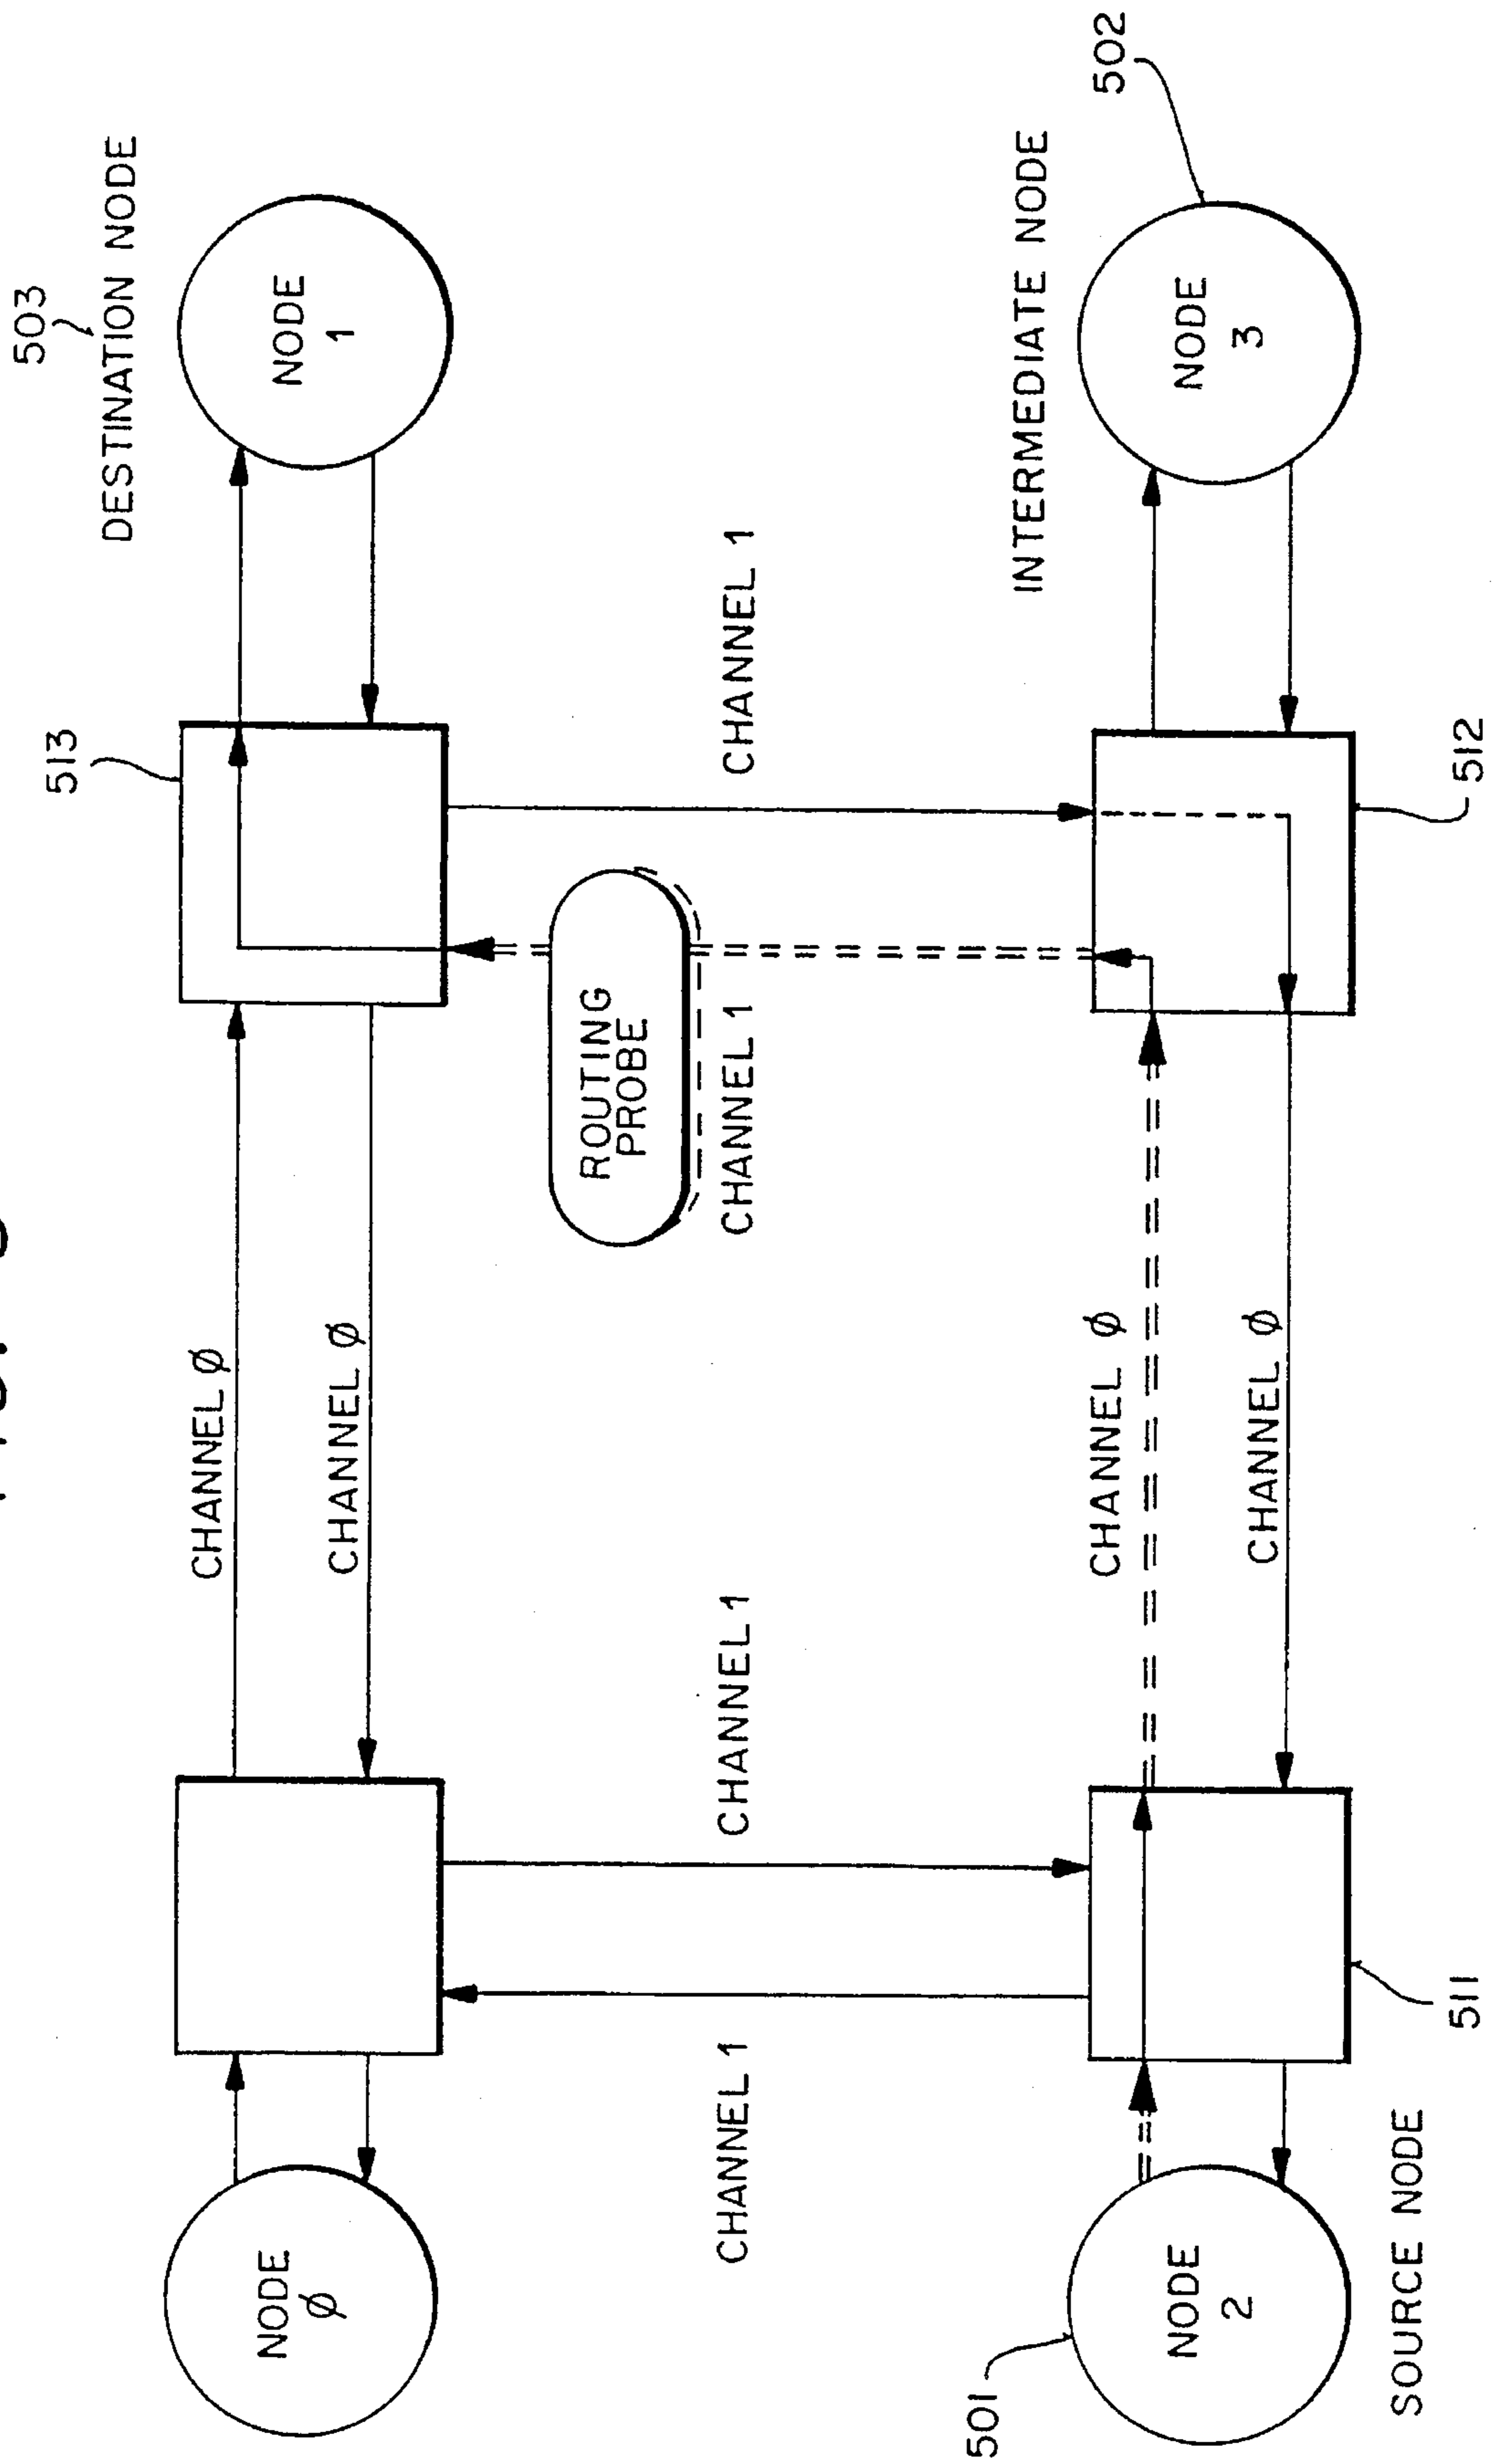 503
DESTINATION NODE
NODE
1
513
CHANNEL Ø
CHANNEL Ø
NODE
Ø
CHANNEL 1
ROUTING
PROBE
CHANNEL 1
CHANNEL 1
CHANNEL 1
502
INTERMEDIATE NODE
NODE
3
512
CHANNEL Ø
CHANNEL Ø
511
NODE
2
501
SOURCE NODE